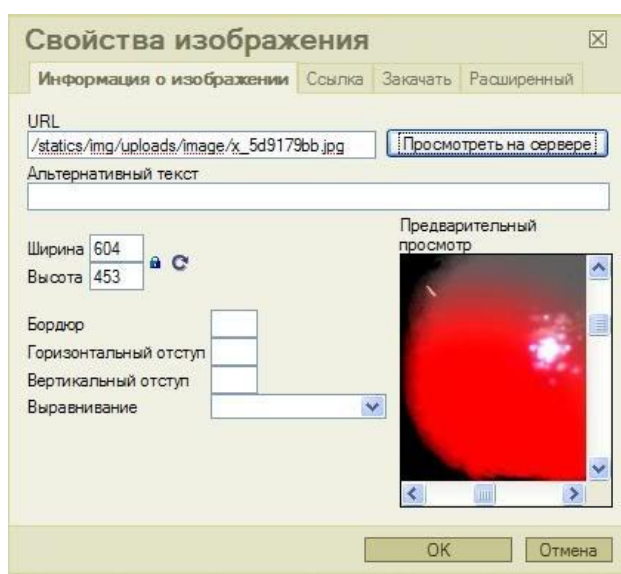 Свойства изображения
Информация о изображении Ссылка Закачать Расширенный
URL
/statics/img/uploads/image/x_5d9179bb.jpg Просмотреть на сервере
Альтернативный текст
Предварительный
просмотр
Ширина 604
Высота 453
Бордюр
Горизонтальный отступ
Вертикальный отступ
Выравнивание
OK Отмена